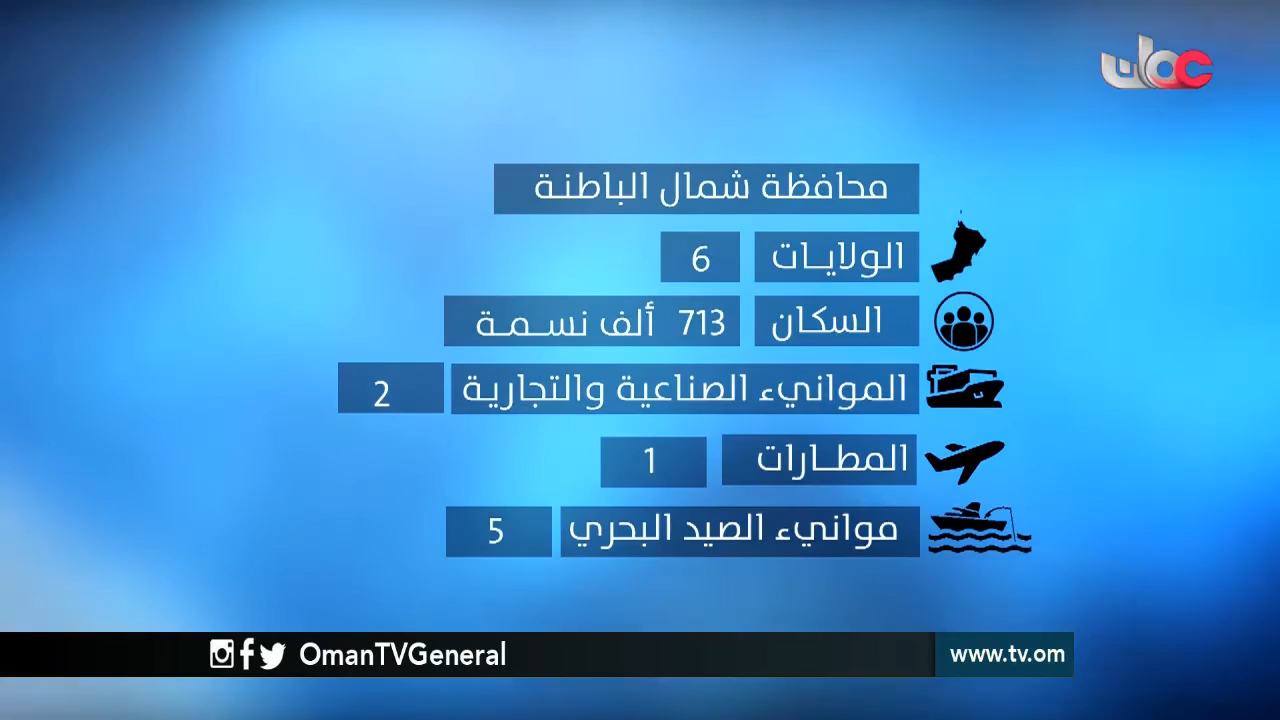 عمان
محافظة شمال الباطنة
الولايات 6
السكان 713 ألف نسمة
الموانيء الصناعية والتجارية 2
المطارات 1
موانيء الصيد البحري 5
OmanTVGeneral www.tv.om